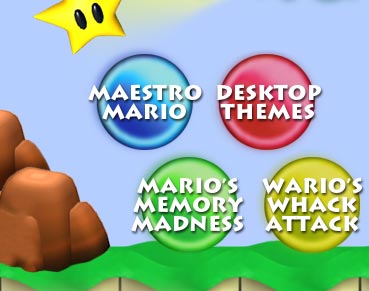 MAESTRO
MARIO
DESKTOP
THEMES
MARIO'S
MEMORY
MADNESS
WARIO'S
WHACK
ATTACK